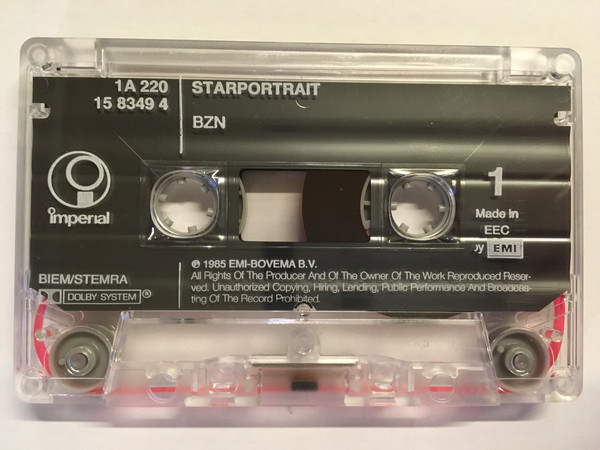 1A 220
15 8349 4
STARPORTRAIT
BZN
imperial
1
Made in
EEC
EMI
BIEM/STEMRA
DOLBY SYSTEM ®
℗ 1985 EMI-BOVEMA B.V.
All Rights Of The Producer And Of The Owner Of The Work Reproduced Reser-
ved. Unauthorized Copying, Hiring, Lending, Public Performance And Broadcas-
ting Of The Record Prohibited.